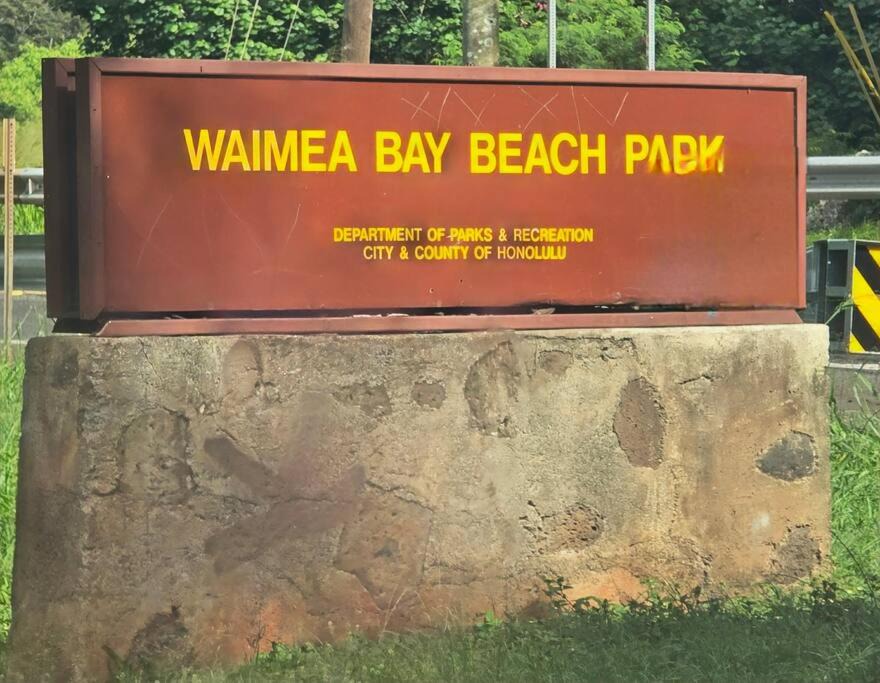 WAIMEA BAY BEACH PARK
DEPARTMENT OF PARKS & RECREATION
CITY & COUNTY OF HONOLULU